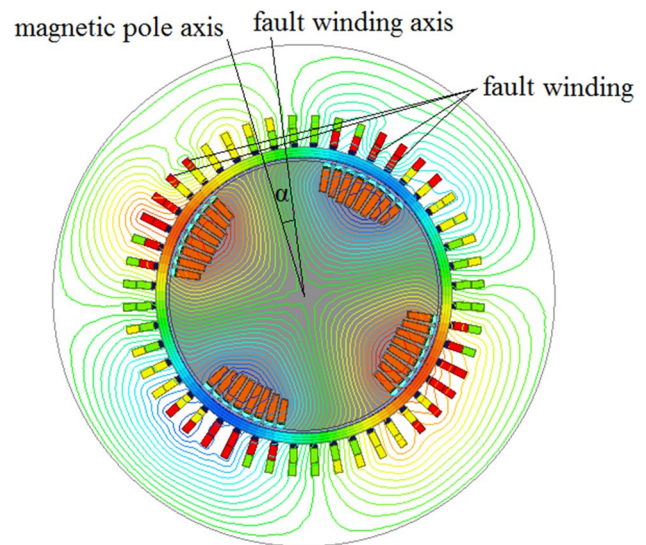 magnetic pole axis
fault winding axis
fault winding
α